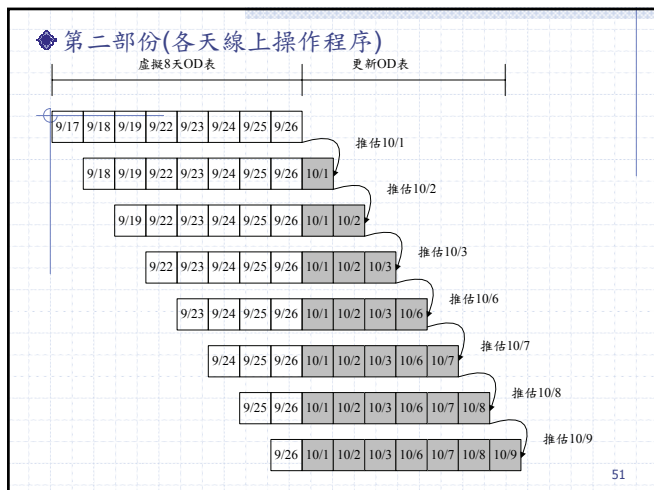 第二部份(各天線上操作程序)
虛擬8天OD表 更新OD表
9/17 9/18 9/19 9/22 9/23 9/24 9/25 9/26
推估10/1
9/18 9/19 9/22 9/23 9/24 9/25 9/26 10/1
推估10/2
9/19 9/22 9/23 9/24 9/25 9/26 10/1 10/2
推估10/3
9/22 9/23 9/24 9/25 9/26 10/1 10/2 10/3
推估10/6
9/23 9/24 9/25 9/26 10/1 10/2 10/3 10/6
推估10/7
9/24 9/25 9/26 10/1 10/2 10/3 10/6 10/7
推估10/8
9/25 9/26 10/1 10/2 10/3 10/6 10/7 10/8
推估10/9
9/26 10/1 10/2 10/3 10/6 10/7 10/8 10/9
51